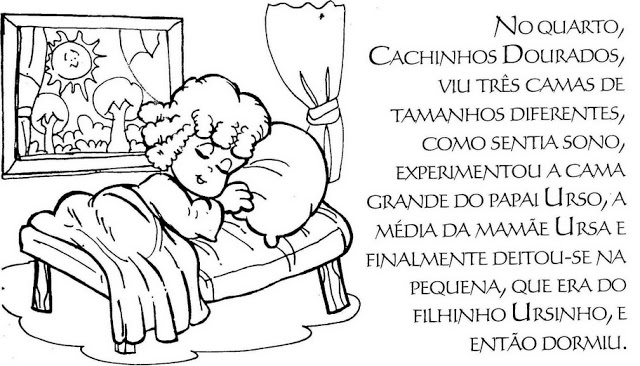 No quarto,
Cachinhos Dourados,
viu três camas de
tamanhos diferentes,
como sentia sono,
experimentou a cama
grande do papai Urso, a
média da mamãe Ursa e
finalmente deitou-se na
pequena, que era do
filhinho Ursinho, e
então dormiu.